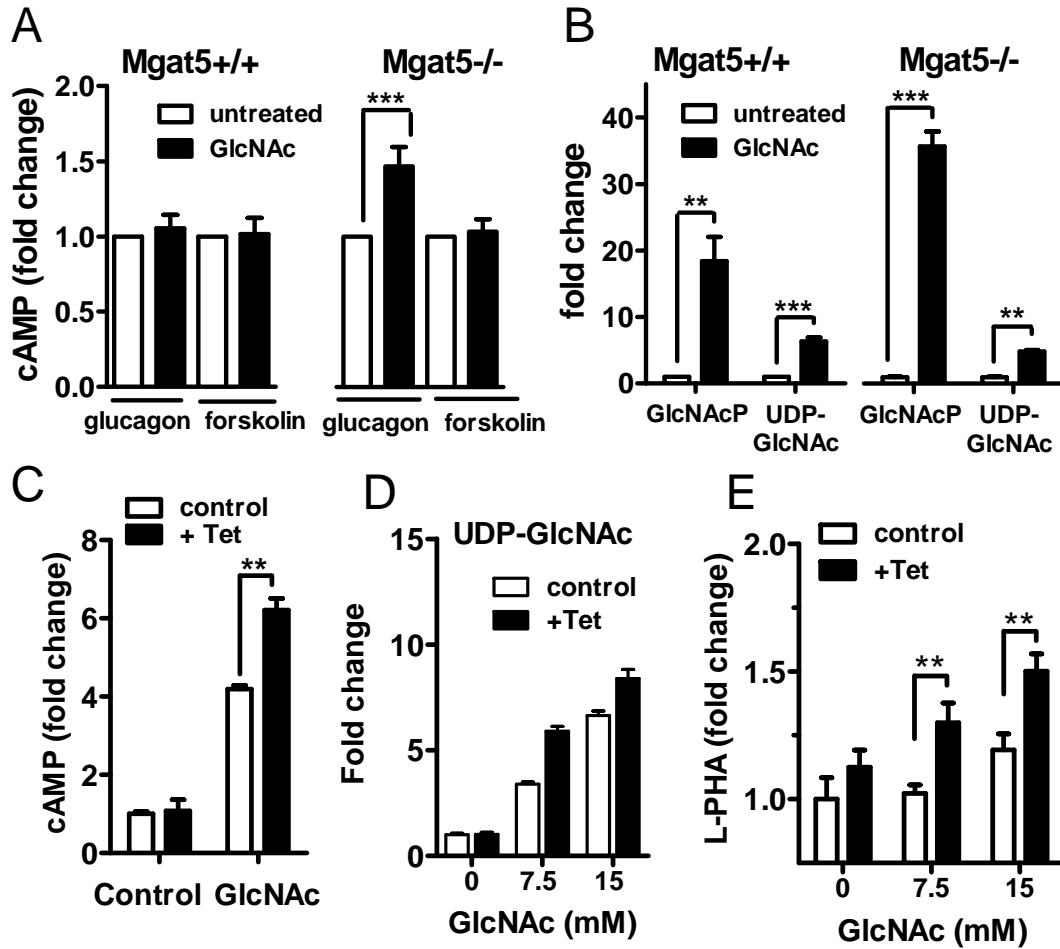 A
Mgat5+/+
Mgat5-/-
untreated
GlcNAc
***
cAMP (fold change)
2.0
1.5
1.0
0.5
0.0
glucagon
forskolin
glucagon
forskolin
B
Mgat5+/+
Mgat5-/-
untreated
GlcNAc
**
***
***
**
fold change
40
30
20
10
0
GlcNAcP
UDP-
GlcNAc
GlcNAcP
UDP-
GlcNAc
C
control
+ Tet
**
cAMP (fold change)
8
6
4
2
0
Control
GlcNAc
D
UDP-GlcNAc
control
+Tet
Fold change
15
10
5
0
0
7.5
15
GlcNAc (mM)
E
control
+Tet
**
**
L-PHA (fold change)
2.0
1.5
1.0
0
7.5
15
GlcNAc (mM)